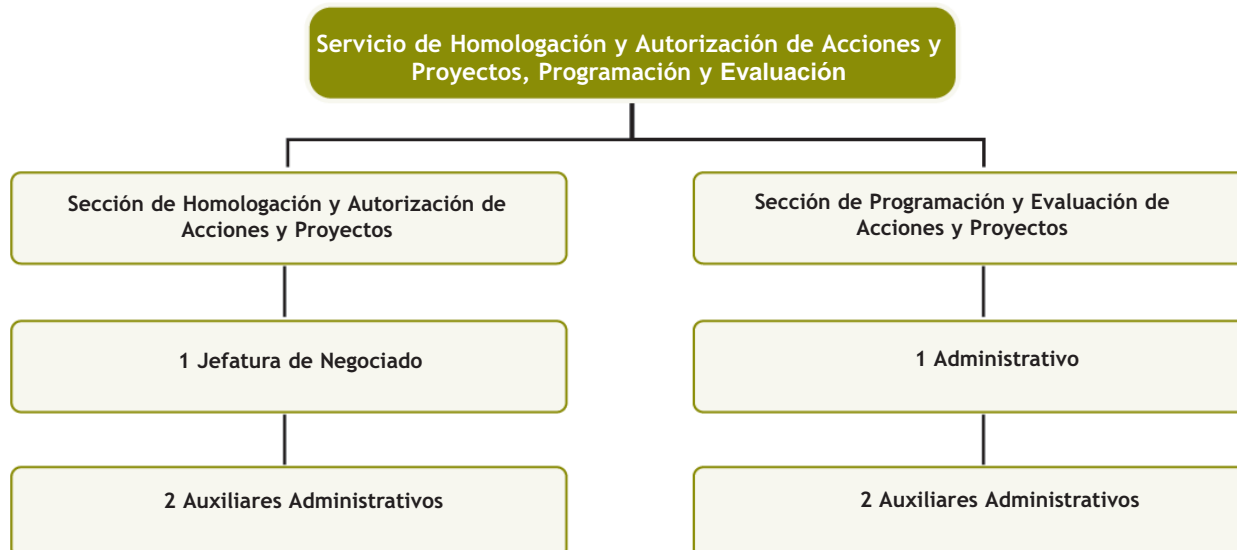 Servicio de Homologación y Autorización de Acciones y
Proyectos, Programación y Evaluación
Sección de Homologación y Autorización de
Acciones y Proyectos
Sección de Programación y Evaluación de
Acciones y Proyectos
1 Jefatura de Negociado
1 Administrativo
2 Auxiliares Administrativos
2 Auxiliares Administrativos